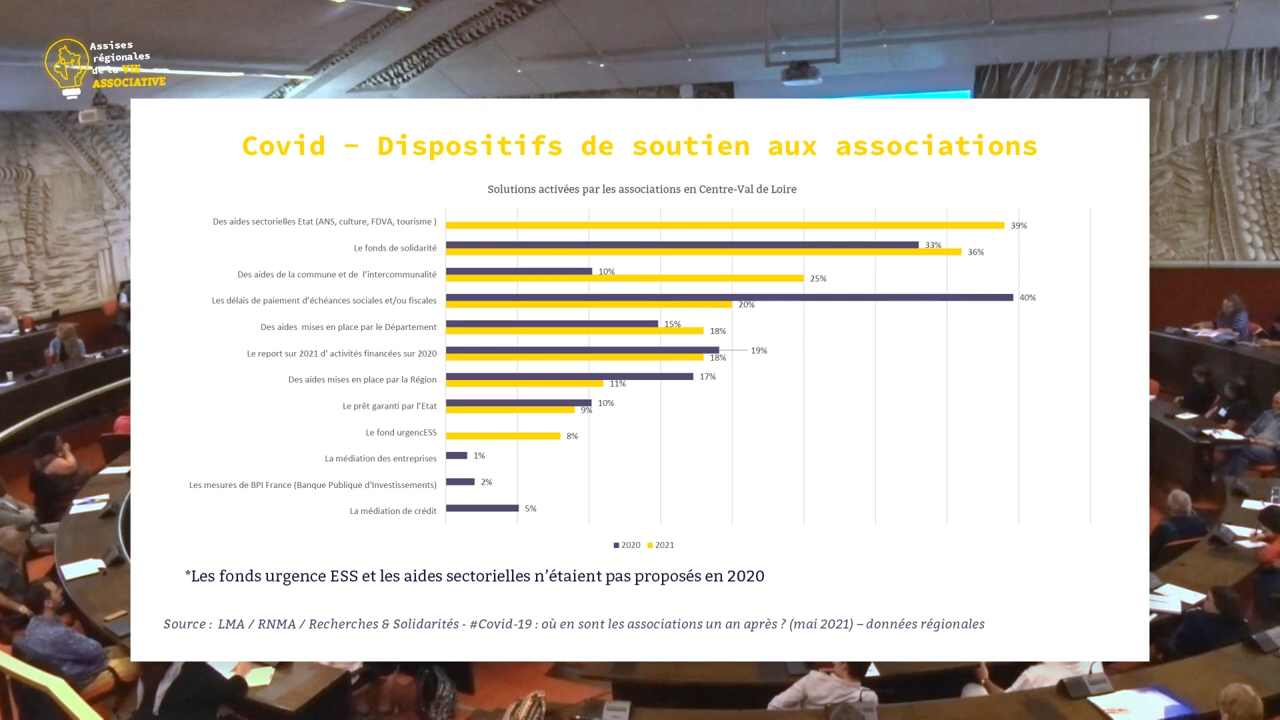 Assises
régionales
de la VIE
ASSOCIATIVE
Covid - Dispositifs de soutien aux associations
Solutions activées par les associations en Centre-Val de Loire
Des aides sectorielles Etat (ANS, culture, FDVA, tourisme ) 39%
Le fonds de solidarité 33% 36%
Des aides de la commune et de l'intercommunalité 10% 25%
Les délais de paiement d'échéances sociales et/ou fiscales 40% 20%
Des aides mises en place par le Département 15% 18%
Le report sur 2021 d' activités financées sur 2020 19% 18%
Des aides mises en place par la Région 17% 11%
Le prêt garanti par l'Etat 10% 9%
Le fond urgencESS 8%
La médiation des entreprises 1%
Les mesures de BPI France (Banque Publique d'Investissements) 2%
La médiation de crédit 5%
2020 2021
*Les fonds urgence ESS et les aides sectorielles n'étaient pas proposés en 2020
Source : LMA / RNMA / Recherches & Solidarités - #Covid-19 : où en sont les associations un an après ? (mai 2021) – données régionales